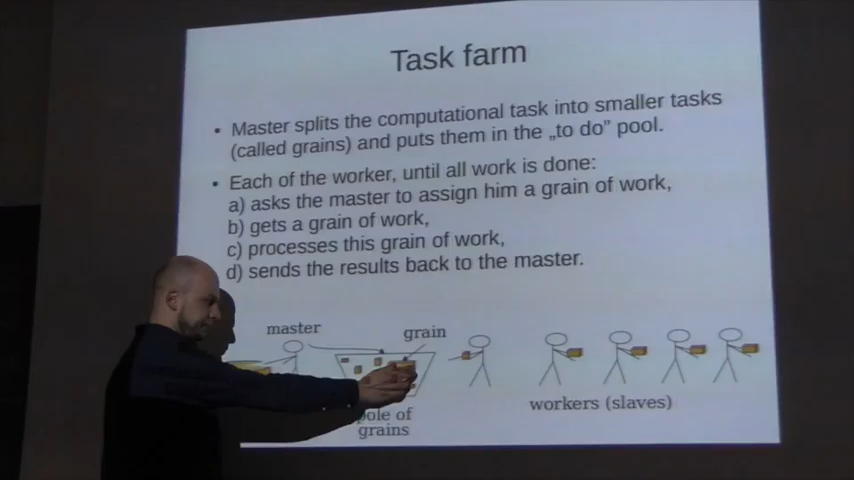 Task farm
• Master splits the computational task into smaller tasks
(called grains) and puts them in the „to do” pool.
• Each of the worker, until all work is done:
a) asks the master to assign him a grain of work,
b) gets a grain of work,
c) processes this grain of work,
d) sends the results back to the master.
master
grain
pole of
grains
workers (slaves)